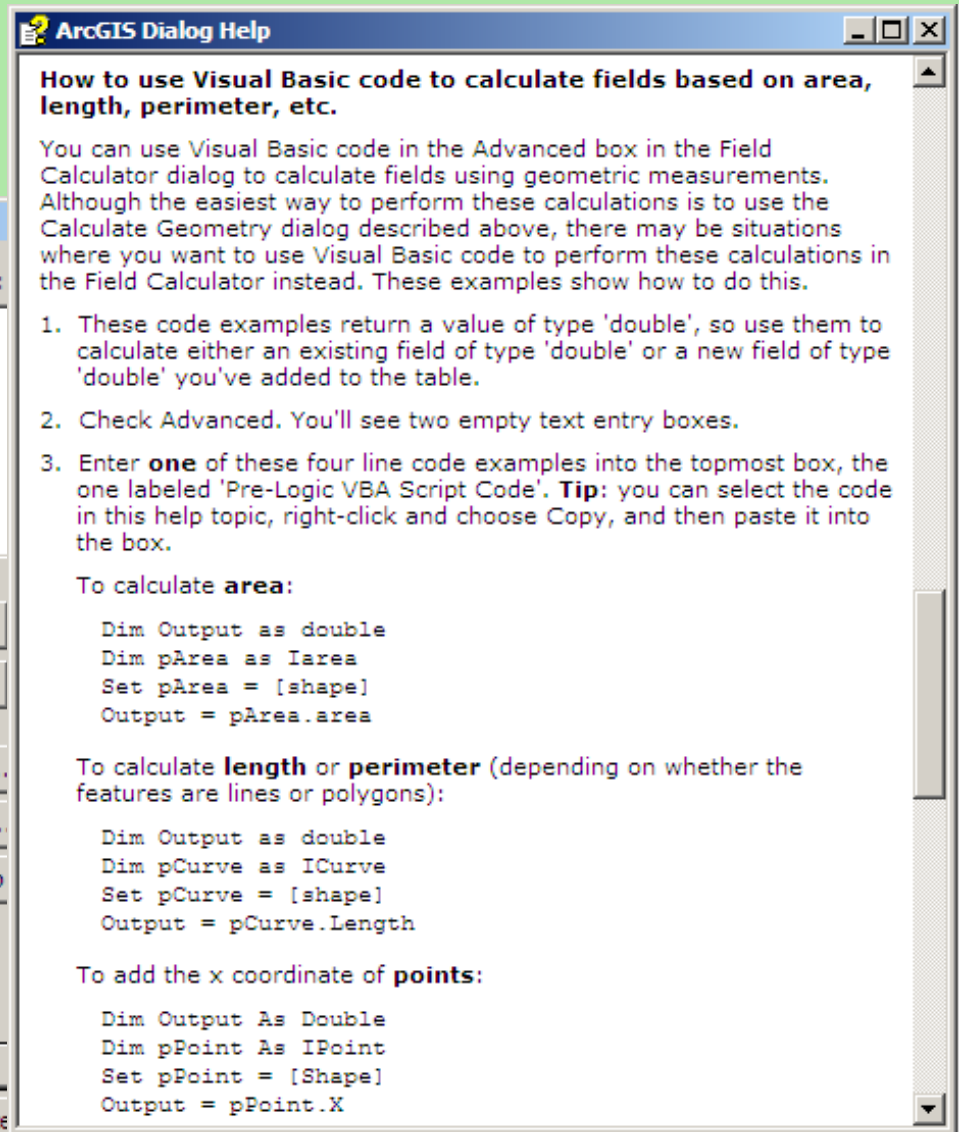 ArcGIS Dialog Help
How to use Visual Basic code to calculate fields based on area,
length, perimeter, etc.
You can use Visual Basic code in the Advanced box in the Field
Calculator dialog to calculate fields using geometric measurements.
Although the easiest way to perform these calculations is to use the
Calculate Geometry dialog described above, there may be situations
where you want to use Visual Basic code to perform these calculations in
the Field Calculator instead. These examples show how to do this.
1. These code examples return a value of type 'double', so use them to
calculate either an existing field of type 'double' or a new field of type
'double' you've added to the table.
2. Check Advanced. You'll see two empty text entry boxes.
3. Enter one of these four line code examples into the topmost box, the
one labeled 'Pre-Logic VBA Script Code'. Tip: you can select the code
in this help topic, right-click and choose Copy, and then paste it into
the box.
To calculate area:
Dim Output as double
Dim pArea as Iarea
Set pArea = [shape]
Output = pArea.area
To calculate length or perimeter (depending on whether the
features are lines or polygons):
Dim Output as double
Dim pCurve as ICurve
Set pCurve = [shape]
Output = pCurve.Length
To add the x coordinate of points:
Dim Output As Double
Dim pPoint As IPoint
Set pPoint = [Shape]
Output = pPoint.X